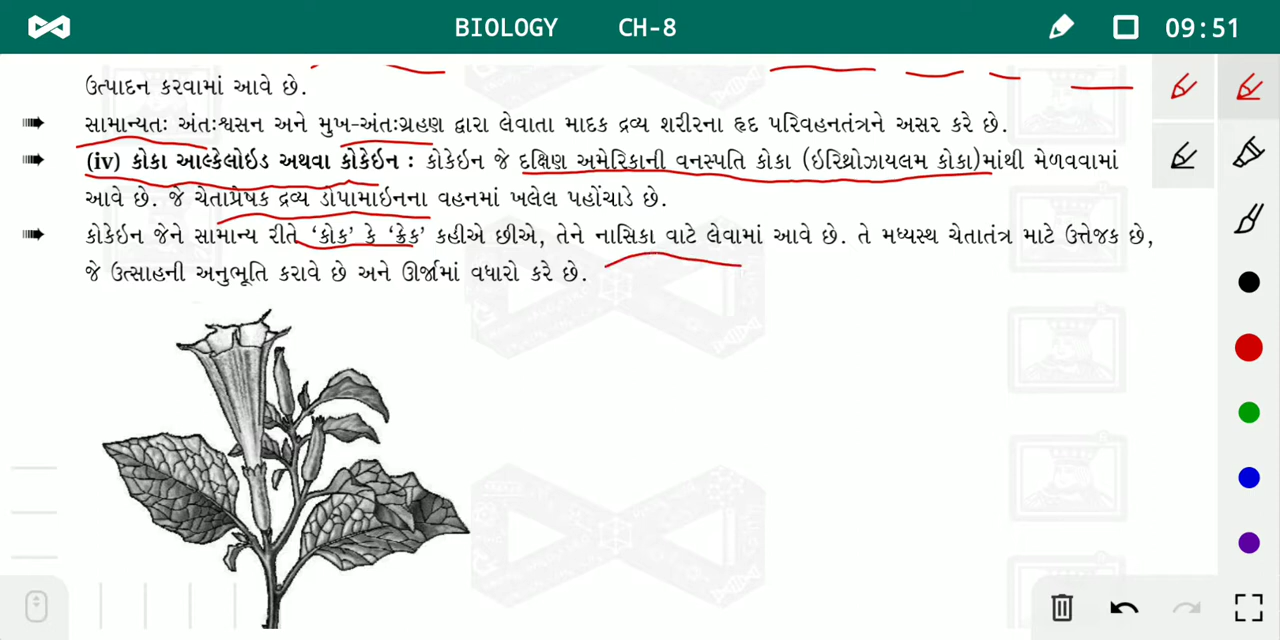 BIOLOGY CH-8 09:51
ઉત્પાદન કરવામાં આવે છે.
સામાન્યતઃ અંતઃશ્વસન અને મુખ-અંતઃગ્રહણ દ્વારા લેવાતા માદક દ્રવ્ય શરીરના હૃદ પરિવહનતંત્રને અસર કરે છે.
(iv) કોકા આલ્કેલોઇડ અથવા કોકેઇન : કોકેઇન જે દક્ષિણ અમેરિકાની વનસ્પતિ કોકા (ઇરિથ્રોઝાયલમ કોકા)માંથી મેળવવામાં
આવે છે. જે ચેતાપ્રેષક દ્રવ્ય ડોપામાઇનના વહનમાં ખલેલ પહોંચાડે છે.
કોકેઇન જેને સામાન્ય રીતે ‘કોક’ કે ‘ક્રેક’ કહીએ છીએ, તેને નાસિકા વાટે લેવામાં આવે છે. તે મધ્યસ્થ ચેતાતંત્ર માટે ઉત્તેજક છે,
જે ઉત્સાહની અનુભૂતિ કરાવે છે અને ઊર્જામાં વધારો કરે છે.